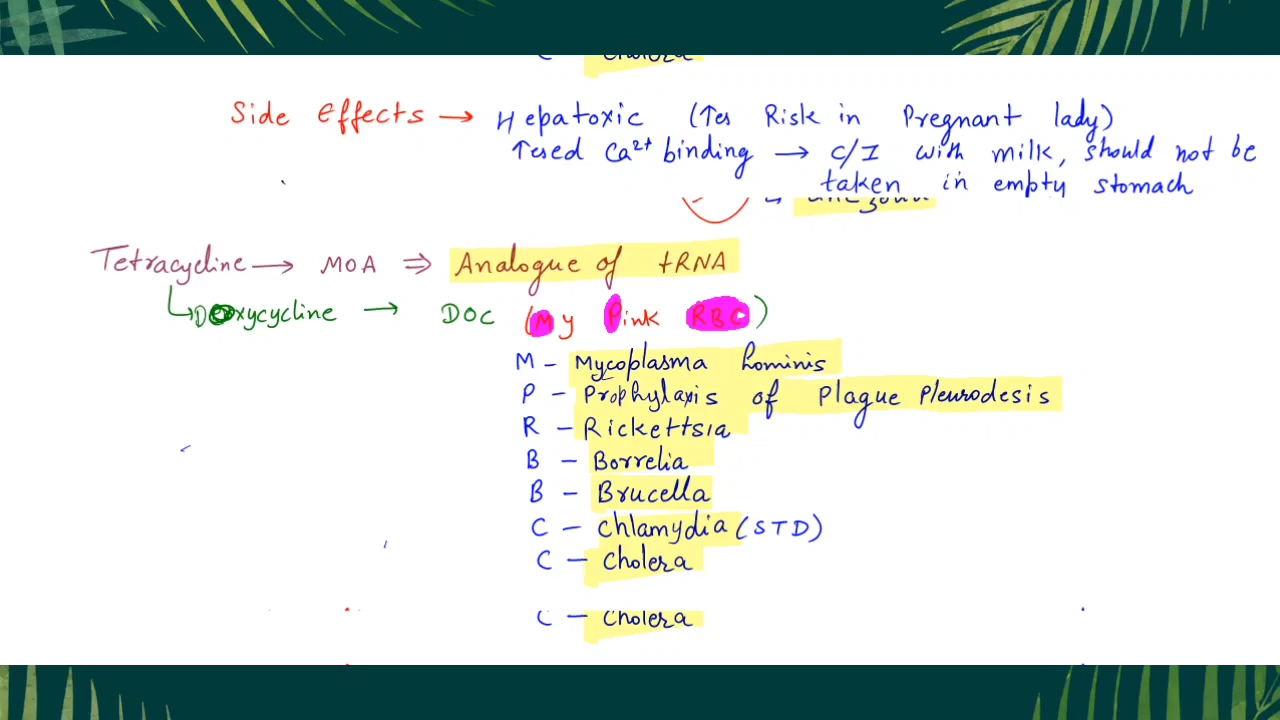 C – Cholera
Side Effects → Hepatoxic (↑es Risk in Pregnant lady)
↑esed Ca²⁺ binding → C/I with milk, should not be
taken in empty stomach
Tetracycline → MOA ⇒ Analogue of tRNA
↳ Doxycycline → DOC (My Pink RBC)
M – Mycoplasma hominis
P – Prophylaxis of Plague Pleurodesis
R – Rickettsia
B – Borrelia
B – Brucella
C – Chlamydia (STD)
C – Cholera
C – Cholera